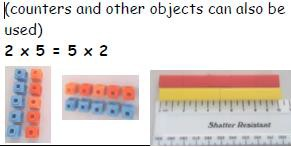 (counters and other objects can also be
used)
2 x 5 = 5 x 2
Shatter Resistant